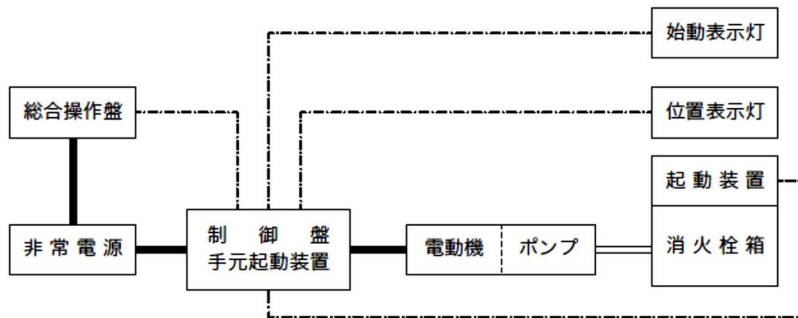 始動表示灯
総合操作盤
位置表示灯
起動装置
非常電源
制御盤
手元起動装置
電動機
ポンプ
消火栓箱